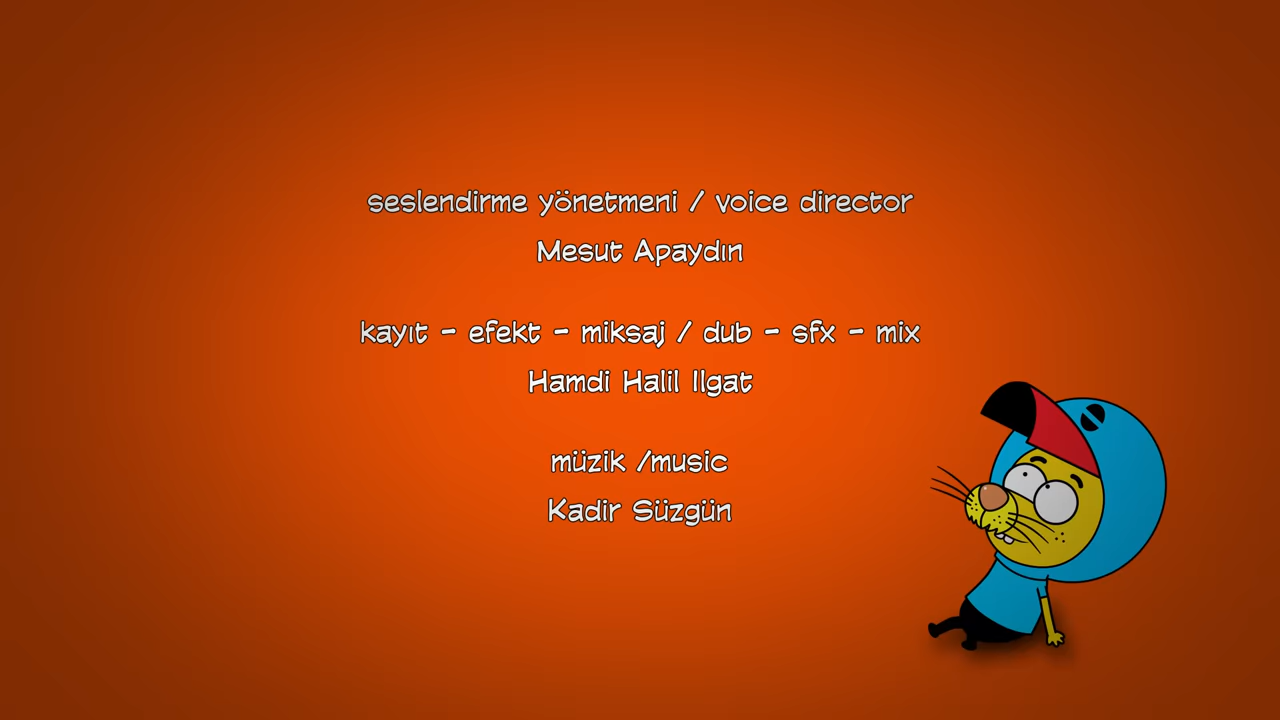 seslendirme yönetmeni / voice director
Mesut Apaydın
kayıt - efekt - miksaj / dub - sfx - mix
Hamdi Halil Ilgat
müzik /music
Kadir Süzgün